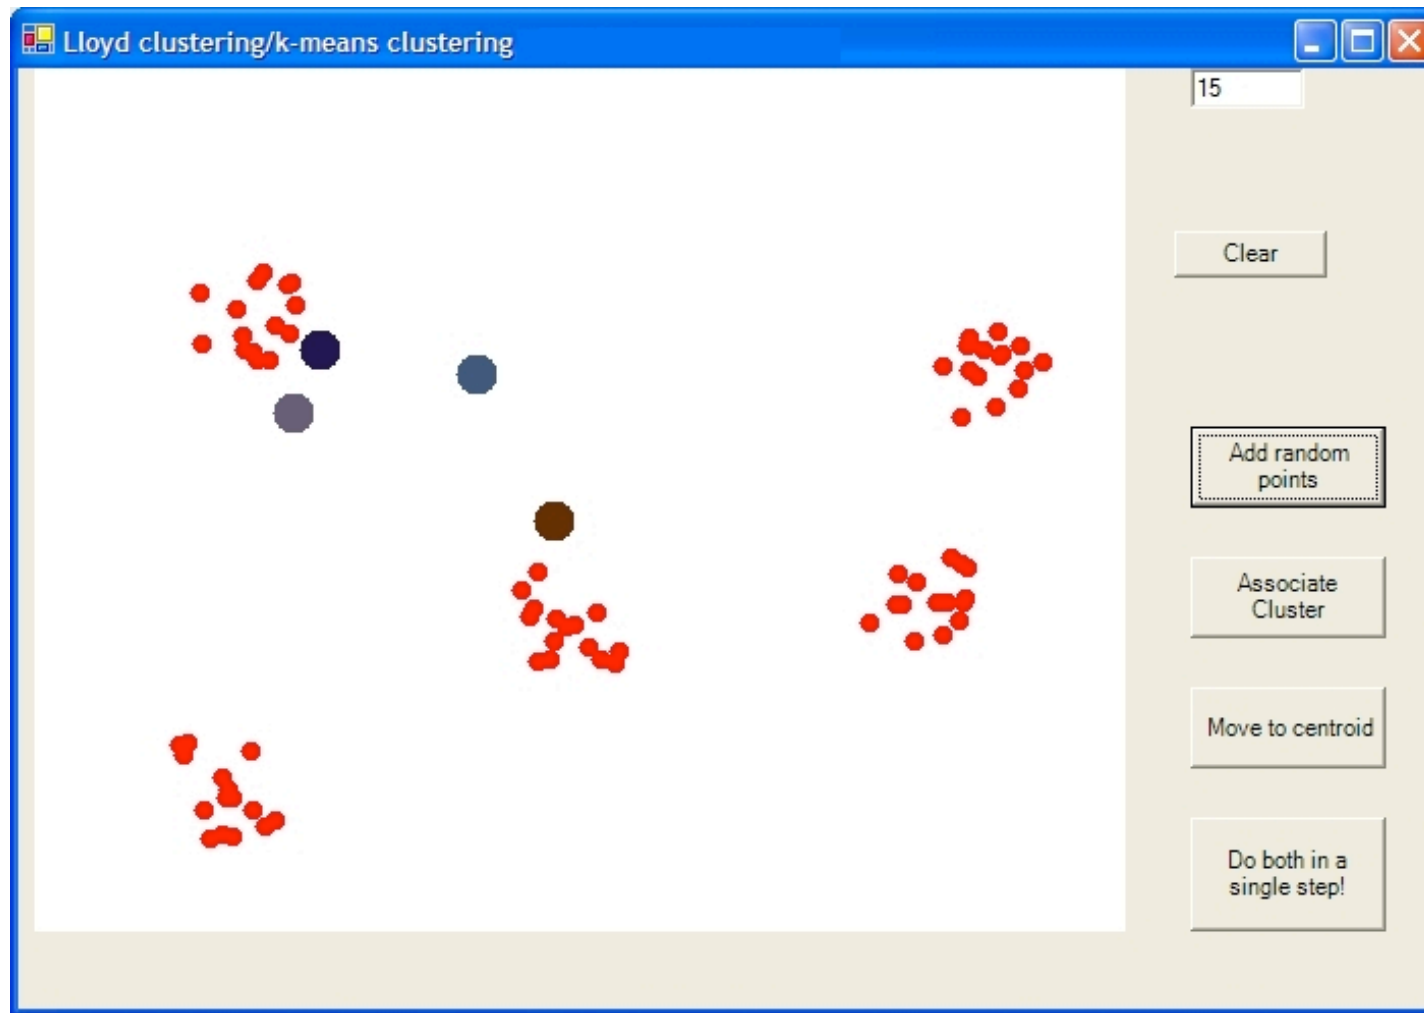 Lloyd clustering/k-means clustering
15
Clear
Add random
points
Associate
Cluster
Move to centroid
Do both in a
single step!